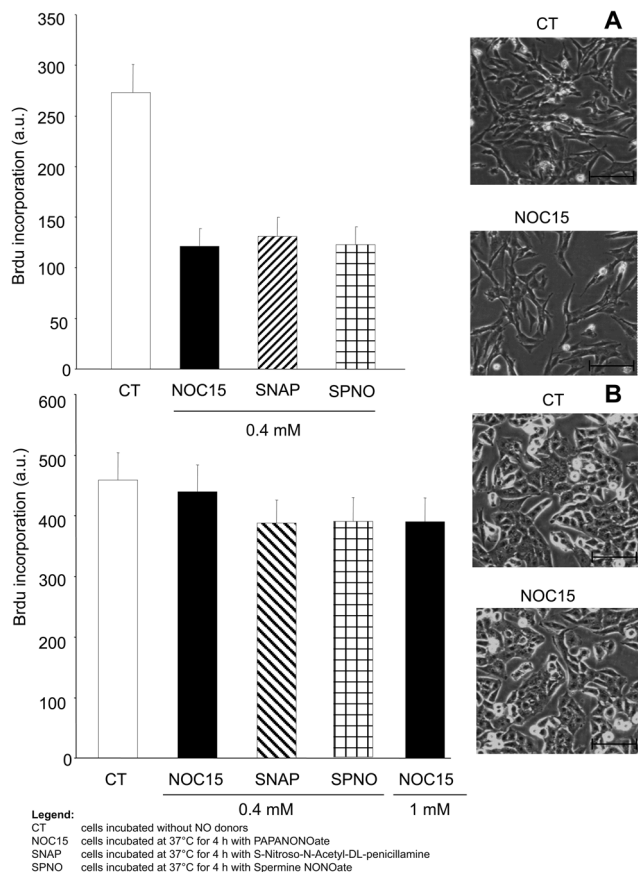 A
CT
350
300
250
200
150
100
50
0
Brdu incorporation (a.u.)
CT NOC15 SNAP SPNO
0.4 mM
NOC15
B
CT
600
500
400
300
200
100
0
Brdu incorporation (a.u.)
CT NOC15 SNAP SPNO NOC15
0.4 mM 1 mM
NOC15
Legend:
CT cells incubated without NO donors
NOC15 cells incubated at 37°C for 4 h with PAPANONOate
SNAP cells incubated at 37°C for 4 h with S-Nitroso-N-Acetyl-DL-penicillamine
SPNO cells incubated at 37°C for 4 h with Spermine NONOate